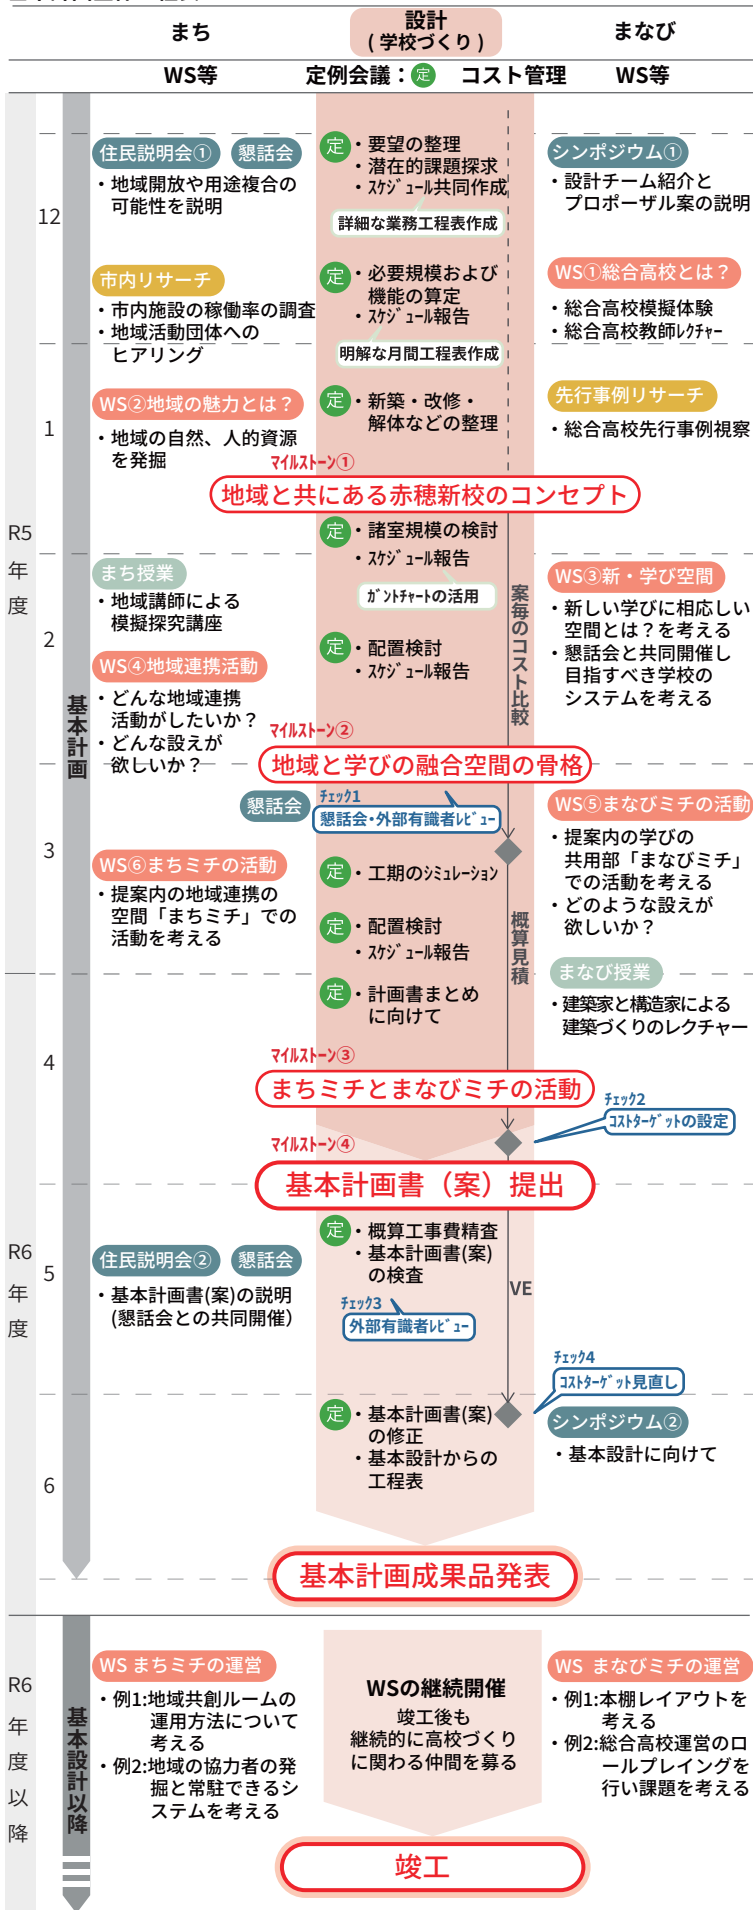 まち
設計
(学校づくり)
まなび
WS等
定例会議：定
コスト管理
WS等
R5
年
度
12
1
2
3
基本計画
住民説明会① 懇話会
・地域開放や用途複合の
可能性を説明
定・要望の整理
・潜在的課題探求
・スケジュール共同作成
詳細な業務工程表作成
シンポジウム①
・設計チーム紹介と
プロポーザル案の説明
市内リサーチ
・市内施設の稼働率の調査
・地域活動団体への
ヒアリング
定・必要規模および
機能の算定
・スケジュール報告
明解な月間工程表作成
WS①総合高校とは？
・総合高校模擬体験
・総合高校教師レクチャー
WS②地域の魅力とは？
・地域の自然、人的資源
を発掘
定・新築・改修・
解体などの整理
先行事例リサーチ
・総合高校先行事例視察
マイルストーン①
地域と共にある赤穂新校のコンセプト
定・諸室規模の検討
・スケジュール報告
ガントチャートの活用
まち授業
・地域講師による
模擬探究講座
案毎のコスト比較
WS③新・学び空間
・新しい学びに相応しい
空間とは？を考える
・懇話会と共同開催し
目指すべき学校の
システムを考える
定・配置検討
・スケジュール報告
WS④地域連携活動
・どんな地域連携
活動がしたいか？
・どんな設えが
欲しいか？
マイルストーン②
地域と学びの融合空間の骨格
懇話会
チェック1
懇話会・外部有識者レビュー
WS⑤まなびミチの活動
・提案内の学びの
共用部「まなびミチ」
での活動を考える
・どのような設えが
欲しいか？
WS⑥まちミチの活動
・提案内の地域連携の
空間「まちミチ」での
活動を考える
定・工期のシミュレーション
定・配置検討
・スケジュール報告
概算見積
定・計画書まとめ
に向けて
まなび授業
・建築家と構造家による
建築づくりのレクチャー
R6
年
度
4
5
6
マイルストーン③
まちミチとまなびミチの活動
チェック2
コストターゲットの設定
マイルストーン④
基本計画書（案）提出
定・概算工事費精査
・基本計画書(案)
の検査
チェック3
外部有識者レビュー
住民説明会② 懇話会
・基本計画書(案)の説明
(懇話会との共同開催）
VE
チェック4
コストターゲット見直し
定・基本計画書(案)
の修正
・基本設計からの
工程表
シンポジウム②
・基本設計に向けて
基本計画成果品発表
R6
年
度
以
降
基本設計以降
WS まちミチの運営
・例1:地域共創ルームの
運用方法について
考える
・例2:地域の協力者の発
掘と常駐できるシ
ステムを考える
WSの継続開催
竣工後も
継続的に高校づくり
に関わる仲間を募る
WS まなびミチの運営
・例1:本棚レイアウトを
考える
・例2:総合高校運営のロ
ールプレイングを
行い課題を考える
竣工